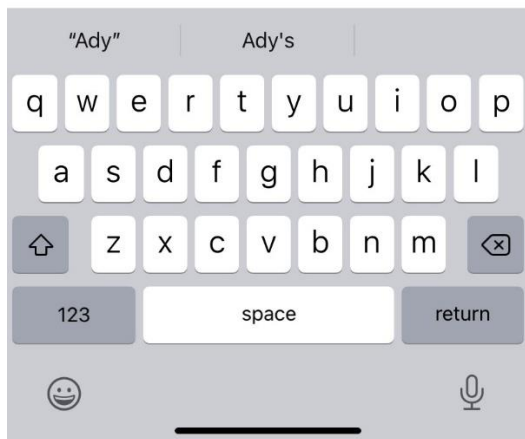 “Ady” Ady's
q w e r t y u i o p
a s d f g h j k l
z x c v b n m
123 space return